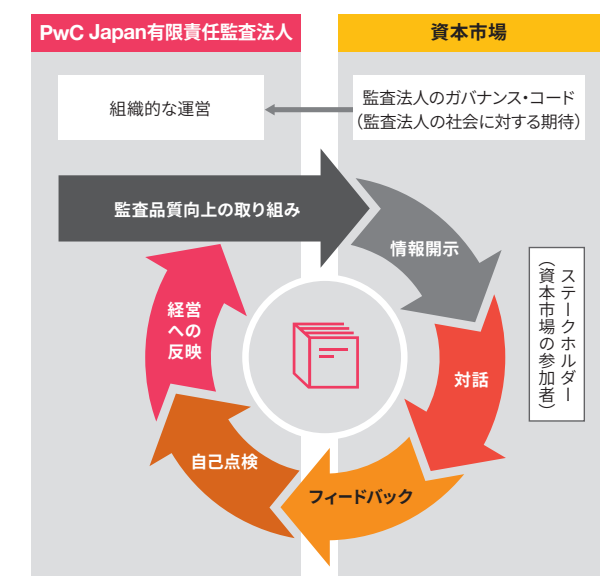 PwC Japan有限責任監査法人
資本市場
組織的な運営
監査法人のガバナンス・コード
（監査法人の社会に対する期待）
監査品質向上の取り組み
情報開示
ステークホルダー
（資本市場の参加者）
経営
への
反映
対話
自己点検
フィードバック